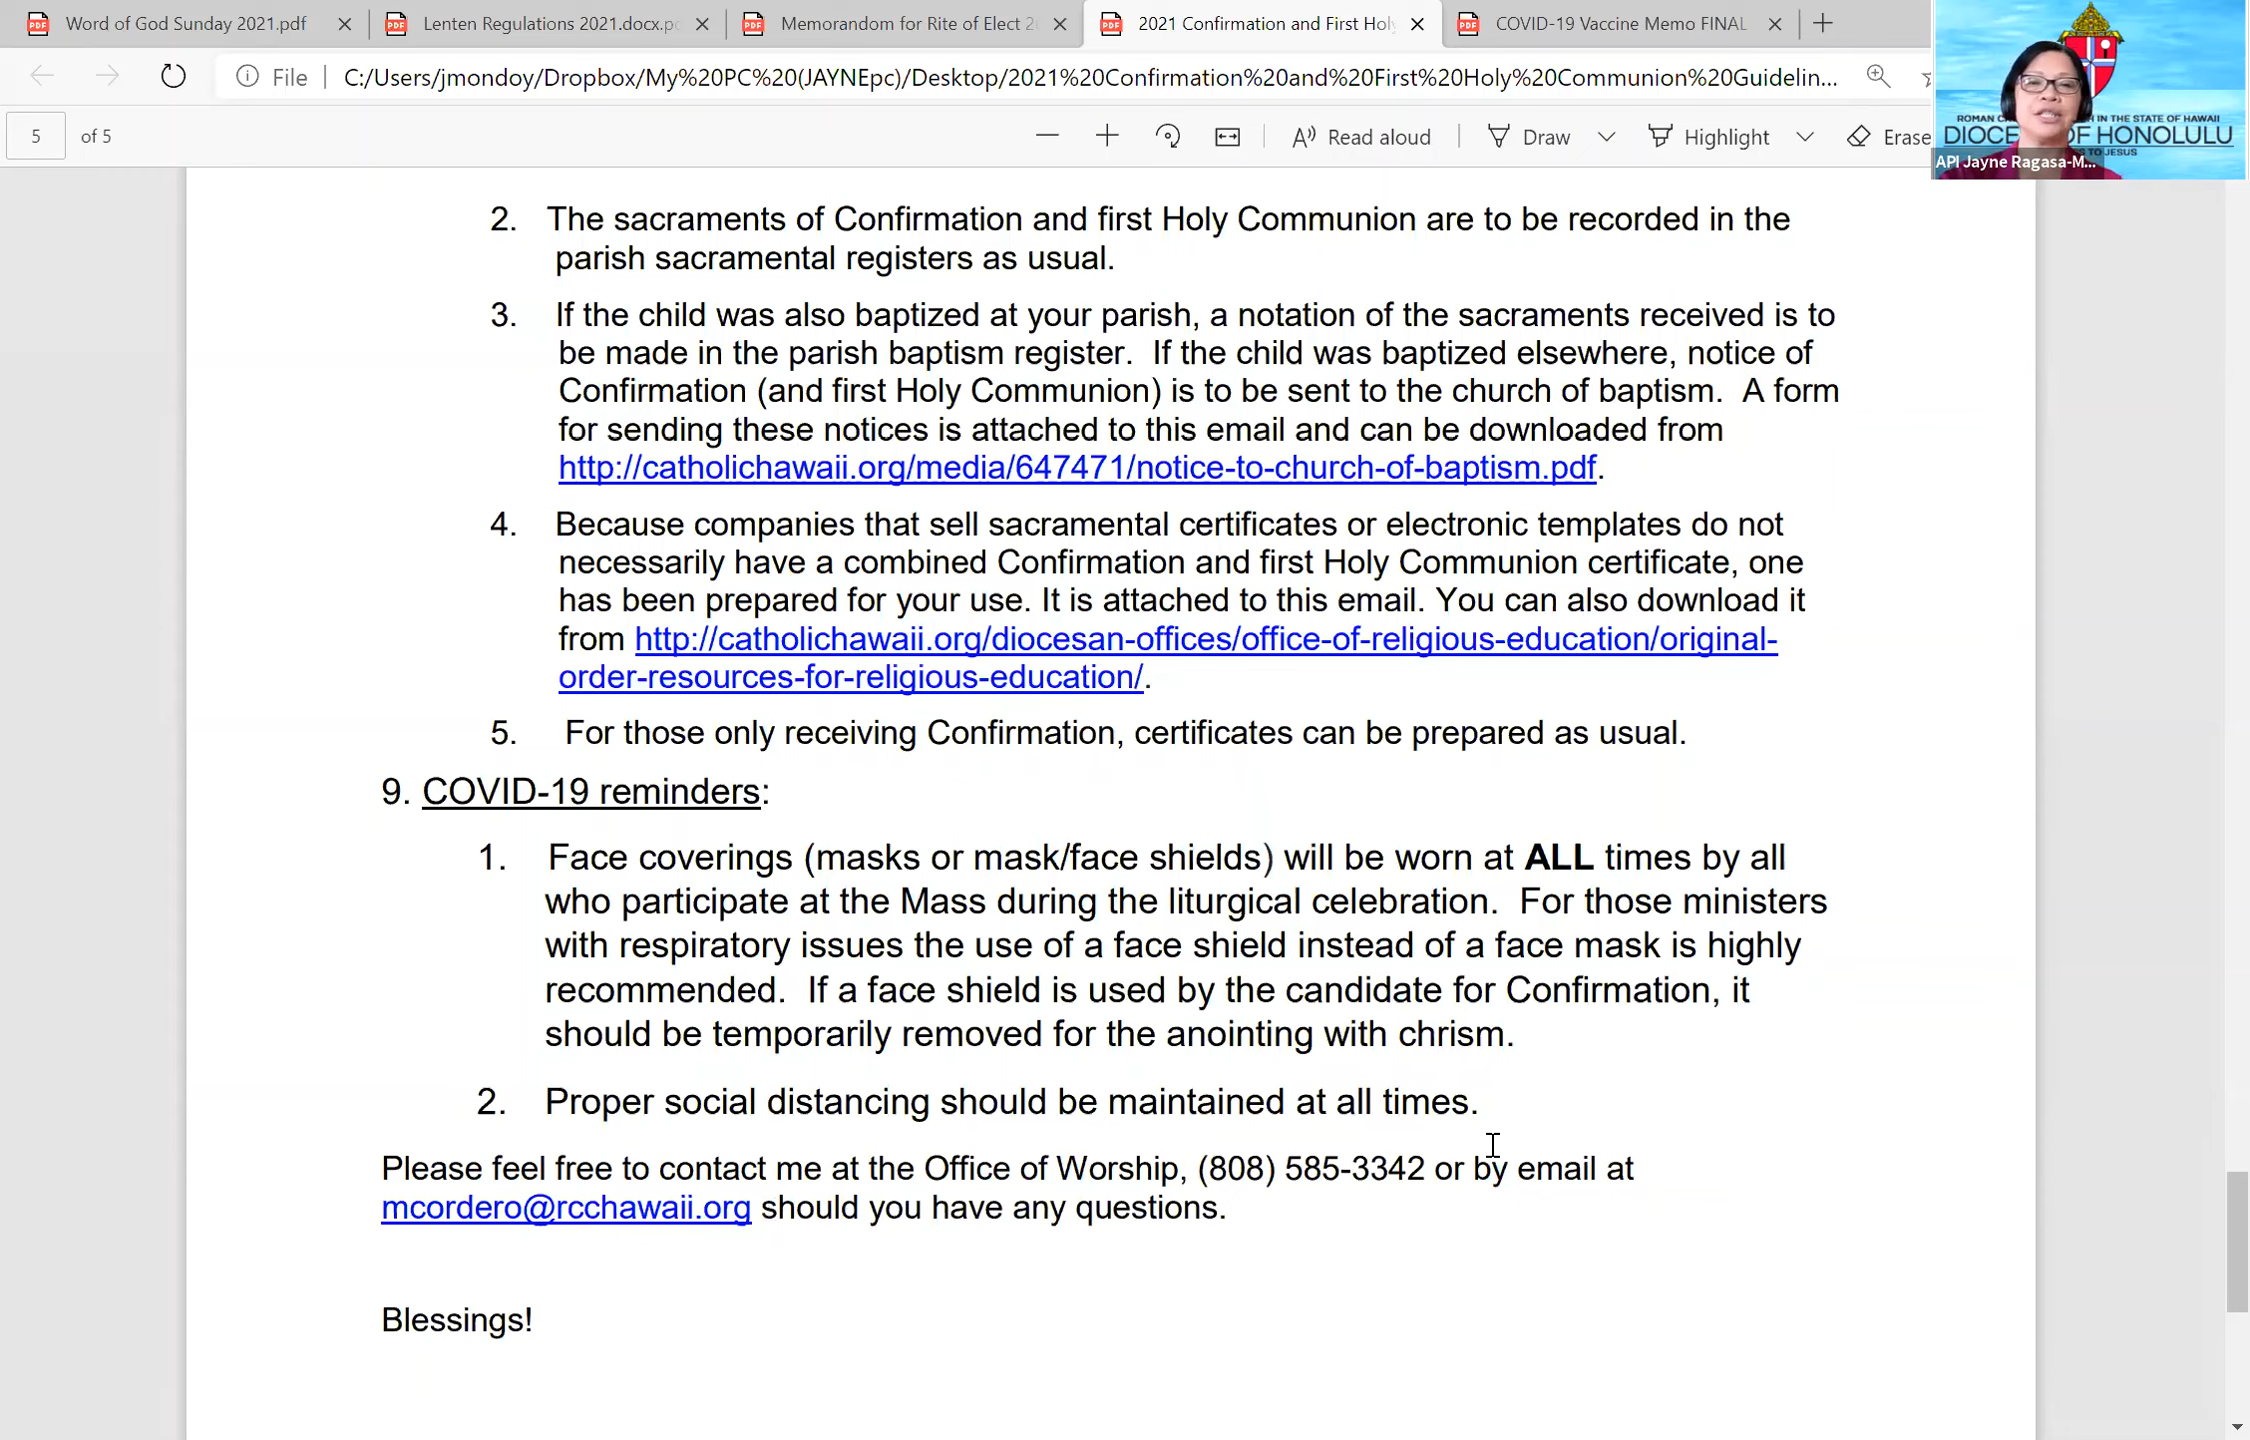 Word of God Sunday 2021.pdf
Lenten Regulations 2021.docx.p
Memorandum for Rite of Elect 2
2021 Confirmation and First Hol
COVID-19 Vaccine Memo FINAL
File
C:/Users/jmondoy/Dropbox/My%20PC%20(JAYNEpc)/Desktop/2021%20Confirmation%20and%20First%20Holy%20Communion%20Guidelin...
5 of 5
Read aloud
Draw
Highlight
Erase
ROMAN C IN THE STATE OF HAWAII
DIOCE OF HONOLULU
S TO JESUS
API Jayne Ragasa-M...
2. The sacraments of Confirmation and first Holy Communion are to be recorded in the
parish sacramental registers as usual.
3. If the child was also baptized at your parish, a notation of the sacraments received is to
be made in the parish baptism register. If the child was baptized elsewhere, notice of
Confirmation (and first Holy Communion) is to be sent to the church of baptism. A form
for sending these notices is attached to this email and can be downloaded from
http://catholichawaii.org/media/647471/notice-to-church-of-baptism.pdf.
4. Because companies that sell sacramental certificates or electronic templates do not
necessarily have a combined Confirmation and first Holy Communion certificate, one
has been prepared for your use. It is attached to this email. You can also download it
from http://catholichawaii.org/diocesan-offices/office-of-religious-education/original-
order-resources-for-religious-education/.
5. For those only receiving Confirmation, certificates can be prepared as usual.
9. COVID-19 reminders:
1. Face coverings (masks or mask/face shields) will be worn at ALL times by all
who participate at the Mass during the liturgical celebration. For those ministers
with respiratory issues the use of a face shield instead of a face mask is highly
recommended. If a face shield is used by the candidate for Confirmation, it
should be temporarily removed for the anointing with chrism.
2. Proper social distancing should be maintained at all times.
Please feel free to contact me at the Office of Worship, (808) 585-3342 or by email at
mcordero@rcchawaii.org should you have any questions.
Blessings!